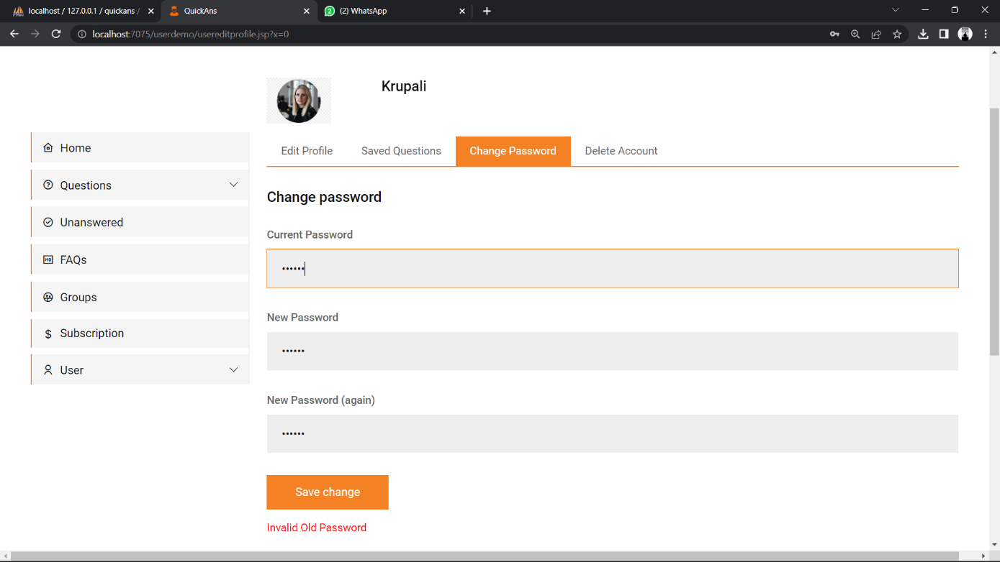 localhost / 127.0.0.1 / quickans /
QuickAns
(2) WhatsApp
localhost:7075/userdemo/usereditprofile.jsp?x=0
Krupali
Home
Questions
Unanswered
FAQs
Groups
$ Subscription
User
Edit Profile
Saved Questions
Change Password
Delete Account
Change password
Current Password
••••••
New Password
••••••
New Password (again)
••••••
Save change
Invalid Old Password